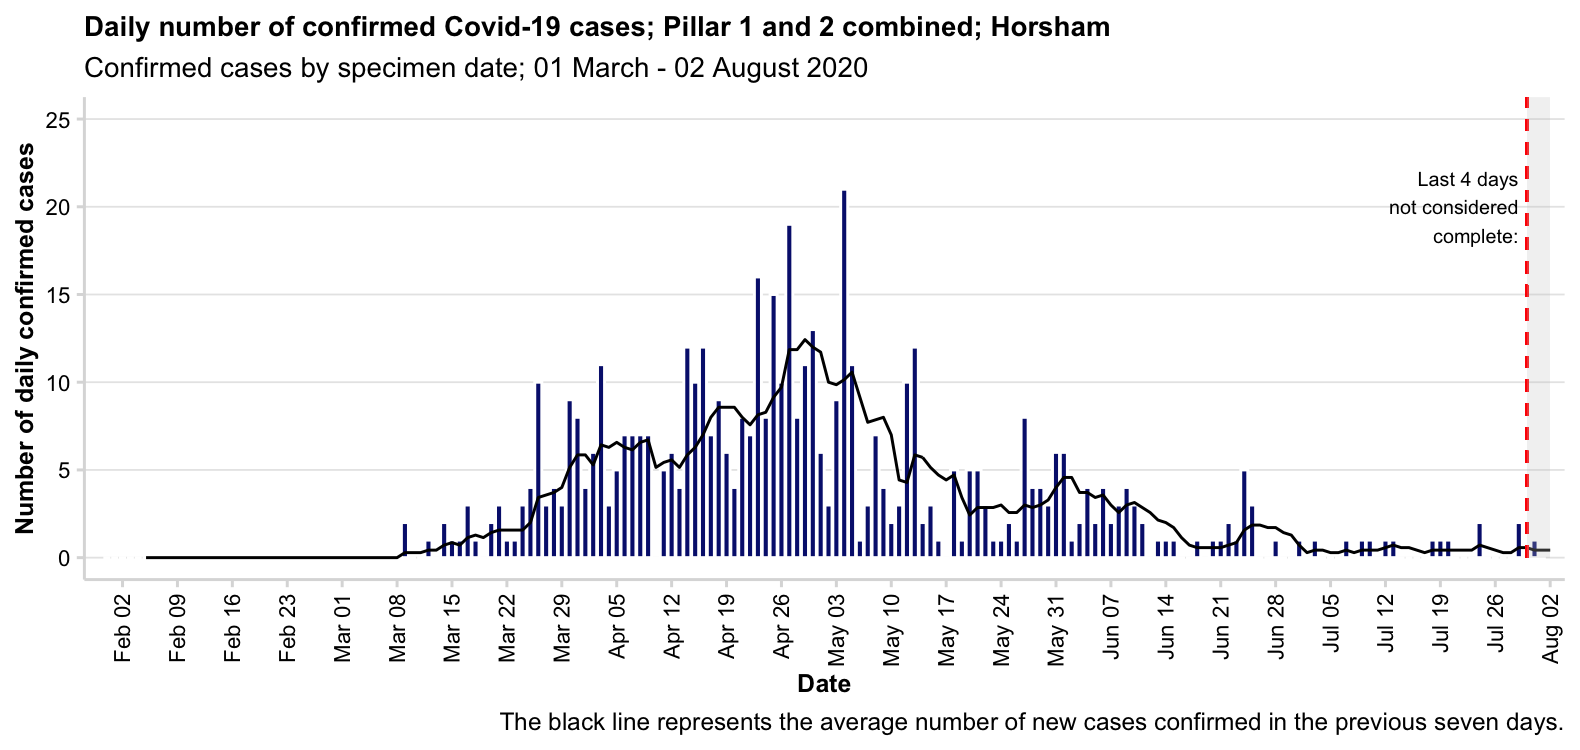 Daily number of confirmed Covid-19 cases; Pillar 1 and 2 combined; Horsham
Confirmed cases by specimen date; 01 March - 02 August 2020
Number of daily confirmed cases
25
20
15
10
5
0
Last 4 days
not considered
complete:
Feb 02
Feb 09
Feb 16
Feb 23
Mar 01
Mar 08
Mar 15
Mar 22
Mar 29
Apr 05
Apr 12
Apr 19
Apr 26
May 03
May 10
May 17
May 24
May 31
Jun 07
Jun 14
Jun 21
Jun 28
Jul 05
Jul 12
Jul 19
Jul 26
Aug 02
Date
The black line represents the average number of new cases confirmed in the previous seven days.